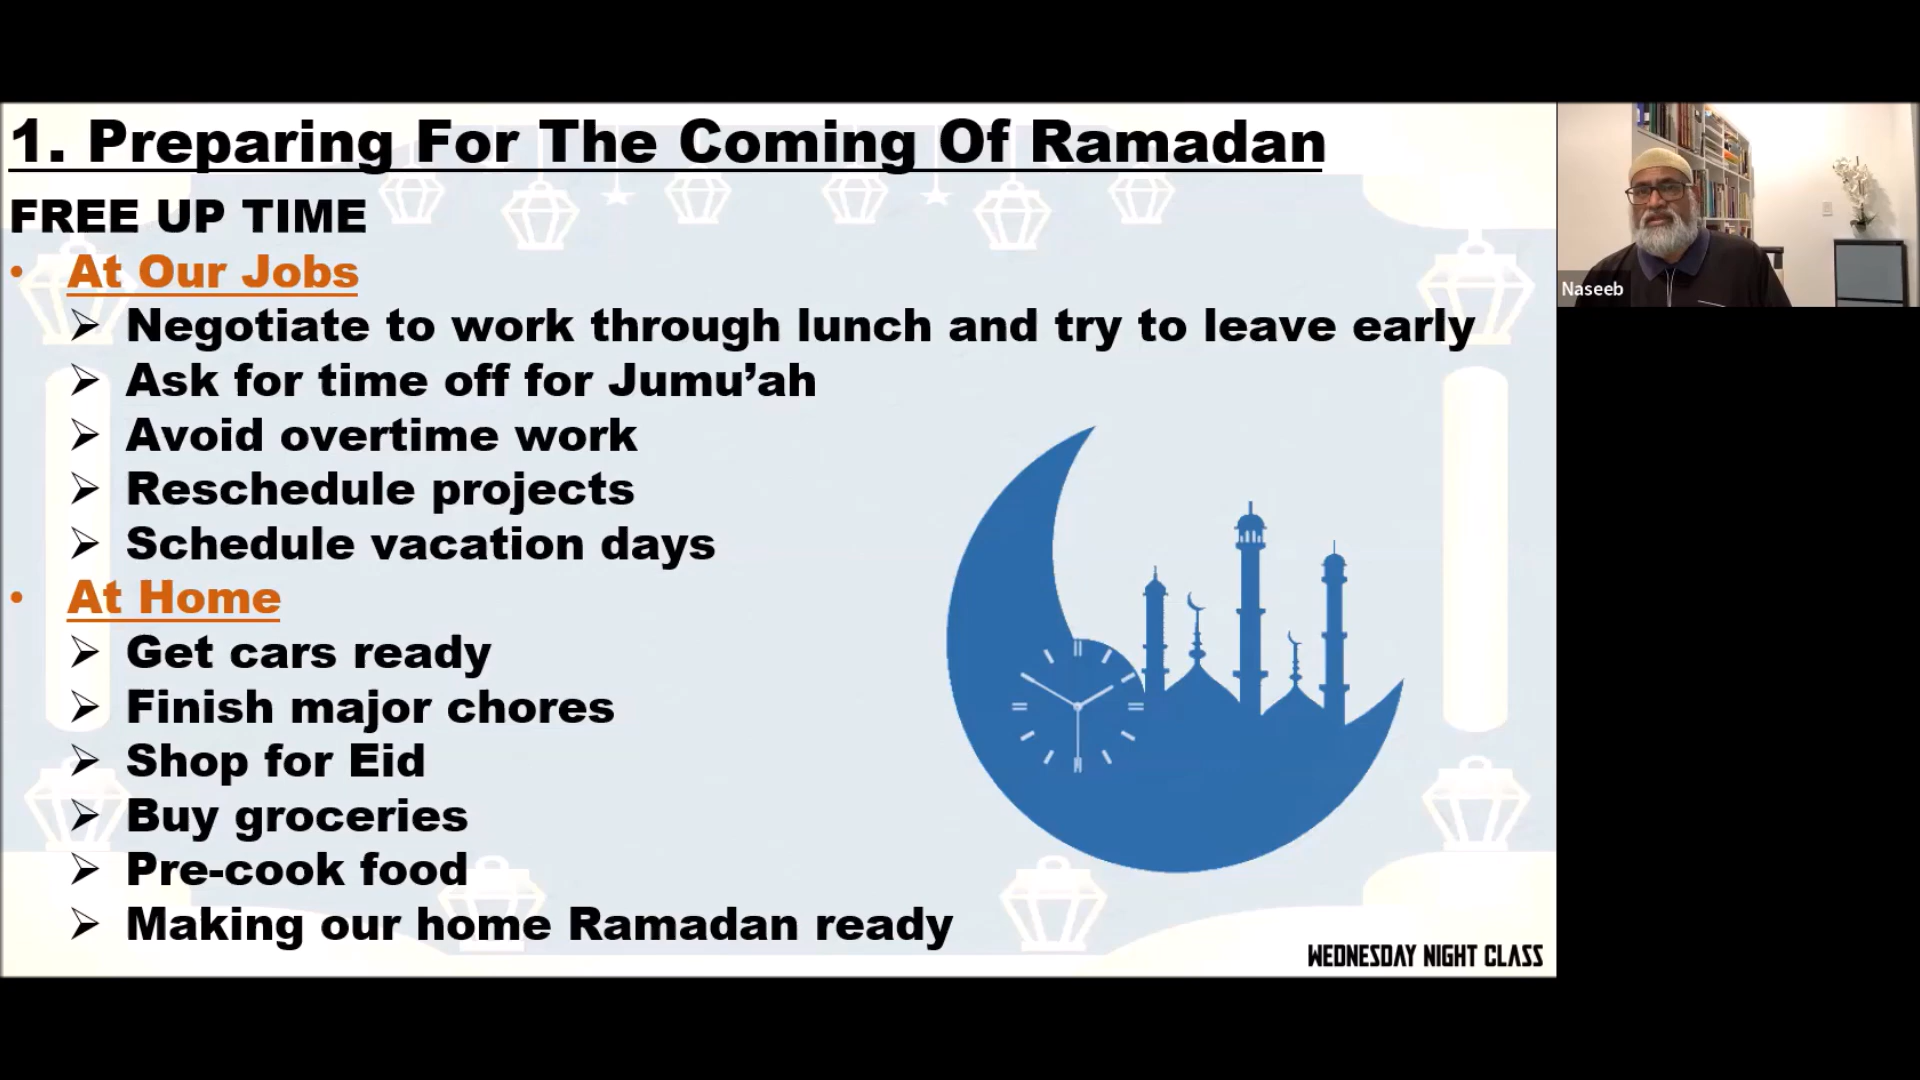 1. Preparing For The Coming Of Ramadan
FREE UP TIME
• At Our Jobs
➢ Negotiate to work through lunch and try to leave early
➢ Ask for time off for Jumu’ah
➢ Avoid overtime work
➢ Reschedule projects
➢ Schedule vacation days
• At Home
➢ Get cars ready
➢ Finish major chores
➢ Shop for Eid
➢ Buy groceries
➢ Pre-cook food
➢ Making our home Ramadan ready
WEDNESDAY NIGHT CLASS
Naseeb